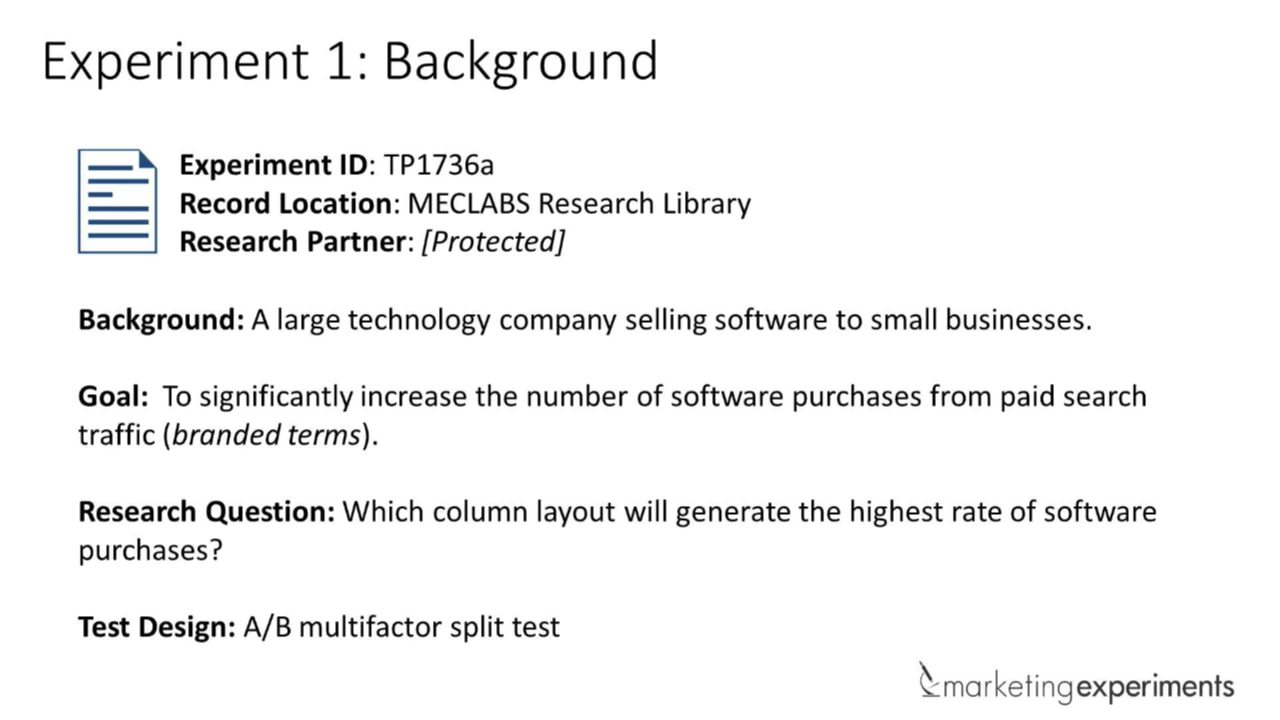 Experiment 1: Background
Experiment ID: TP1736a
Record Location: MECLABS Research Library
Research Partner: [Protected]
Background: A large technology company selling software to small businesses.
Goal:  To significantly increase the number of software purchases from paid search
traffic (branded terms).
Research Question: Which column layout will generate the highest rate of software
purchases?
Test Design: A/B multifactor split test
marketingexperiments